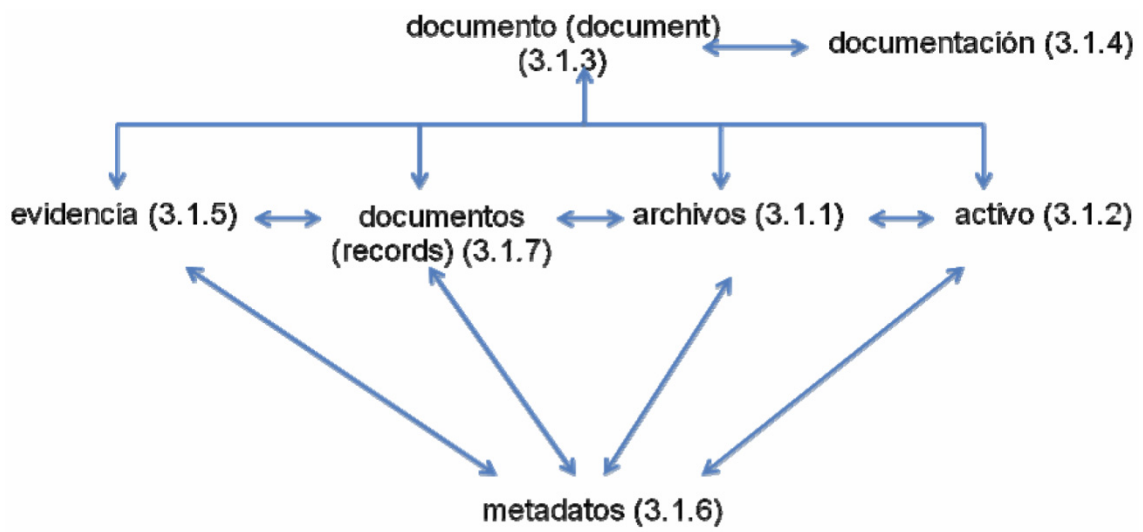 documento (document)
(3.1.3)
documentación (3.1.4)
evidencia (3.1.5)
documentos
(records) (3.1.7)
archivos (3.1.1)
activo (3.1.2)
metadatos (3.1.6)